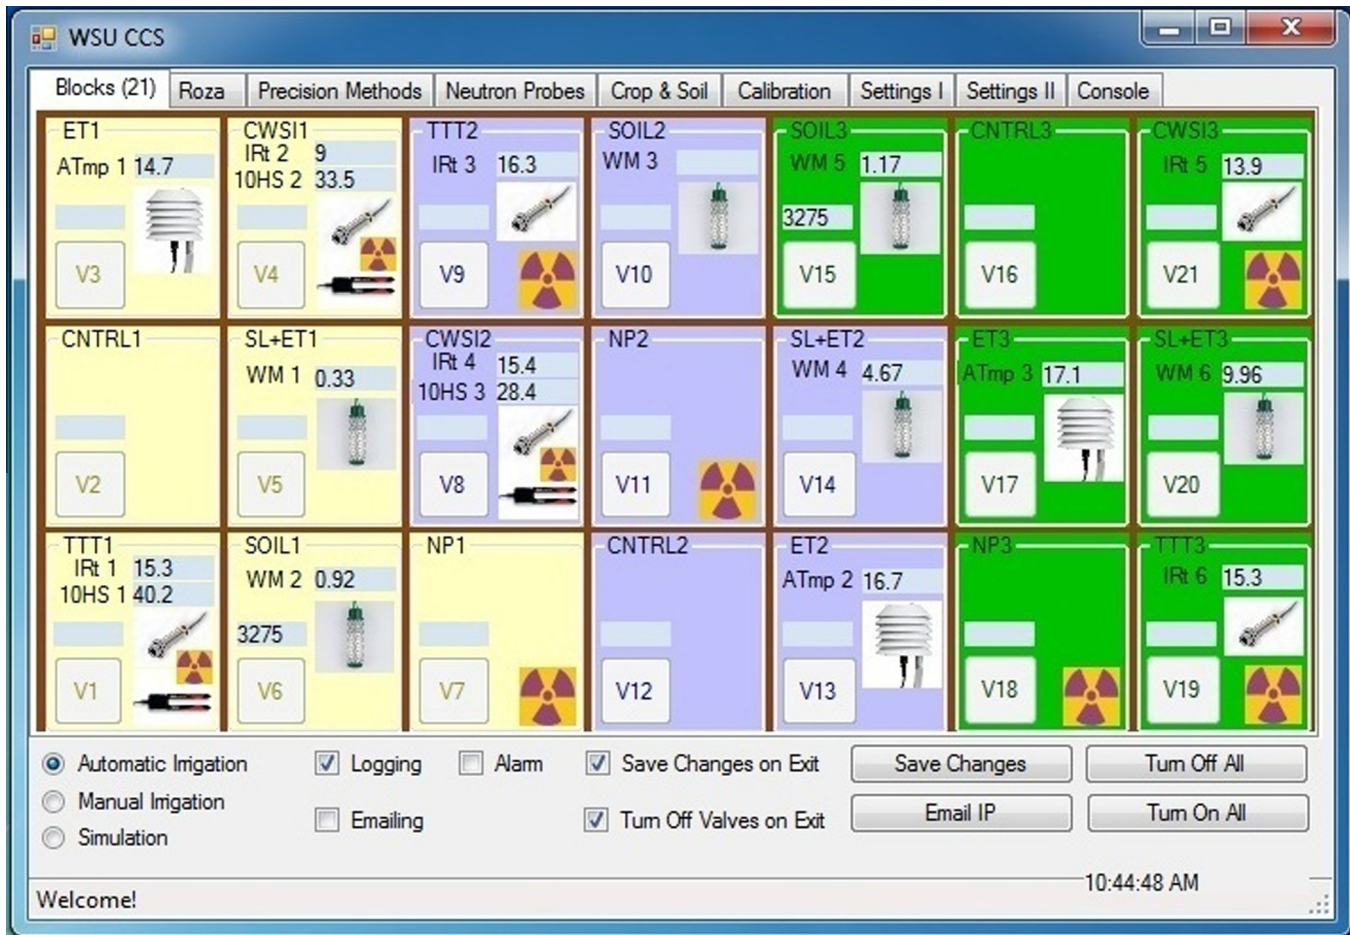 WSU CCS
Blocks (21) Roza Precision Methods Neutron Probes Crop & Soil Calibration Settings I Settings II Console
ET1 CWSI1 TTT2 SOIL2 SOIL3 CNTRL3 CWSI3
ATmp 1 14.7 IRt 2 9 IRt 3 16.3 WM 3 WM 5 1.17 IRt 5 13.9
10HS 2 33.5
3275
V3 V4 V9 V10 V15 V16 V21
CNTRL1 SL+ET1 CWSI2 NP2 SL+ET2 ET3 SL+ET3
WM 1 0.33 IRt 4 15.4 WM 4 4.67 ATmp 3 17.1 WM 6 9.96
10HS 3 28.4
V2 V5 V8 V11 V14 V17 V20
TTT1 SOIL1 NP1 CNTRL2 ET2 NP3 TTT3
IRt 1 15.3 WM 2 0.92 ATmp 2 16.7 IRt 6 15.3
10HS 1 40.2
3275
V1 V6 V7 V12 V13 V18 V19
Automatic Irrigation Logging Alarm Save Changes on Exit Save Changes Turn Off All
Manual Irrigation Emailing Turn Off Valves on Exit Email IP Turn On All
Simulation
10:44:48 AM
Welcome!